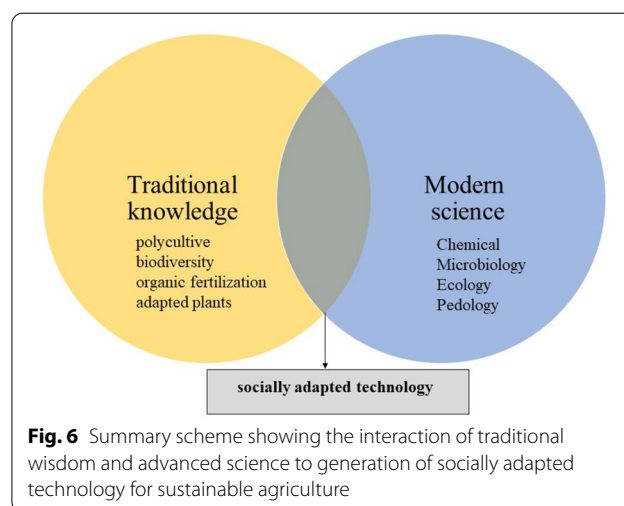 Traditional
knowledge
polycultive
biodiversity
organic fertilization
adapted plants
Modern
science
Chemical
Microbiology
Ecology
Pedology
socially adapted technology
Fig. 6 Summary scheme showing the interaction of traditional
wisdom and advanced science to generation of socially adapted
technology for sustainable agriculture